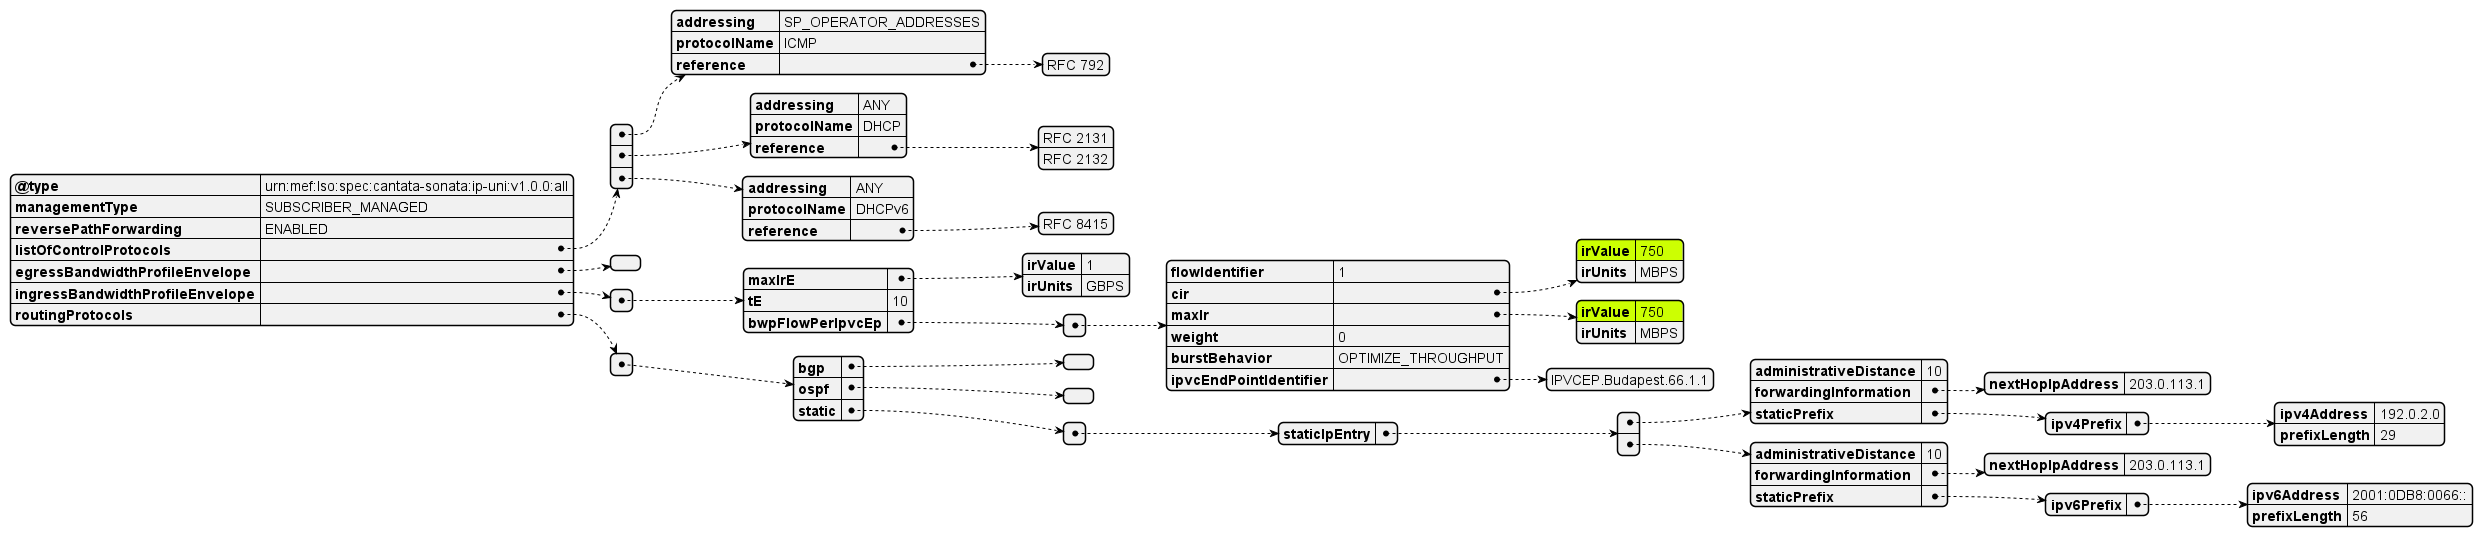 addressing SP_OPERATOR_ADDRESSES
protocolName ICMP
reference
RFC 792
addressing ANY
protocolName DHCP
reference
RFC 2131
RFC 2132
@type urn:mef:lso:spec:cantata-sonata:ip-uni:v1.0.0:all
managementType SUBSCRIBER_MANAGED
reversePathForwarding ENABLED
listOfControlProtocols
egressBandwidthProfileEnvelope
ingressBandwidthProfileEnvelope
routingProtocols
addressing ANY
protocolName DHCPv6
reference
RFC 8415
maxIrE
tE 10
bwpFlowPerIpvcEp
irValue 1
irUnits GBPS
flowIdentifier 1
cir
maxIr
weight 0
burstBehavior OPTIMIZE_THROUGHPUT
ipvcEndPointIdentifier
irValue 750
irUnits MBPS
irValue 750
irUnits MBPS
IPVCEP.Budapest.66.1.1
bgp
ospf
static
staticIpEntry
administrativeDistance 10
forwardingInformation
staticPrefix
nextHopIpAddress 203.0.113.1
ipv4Prefix
ipv4Address 192.0.2.0
prefixLength 29
administrativeDistance 10
forwardingInformation
staticPrefix
nextHopIpAddress 203.0.113.1
ipv6Prefix
ipv6Address 2001:0DB8:0066::
prefixLength 56